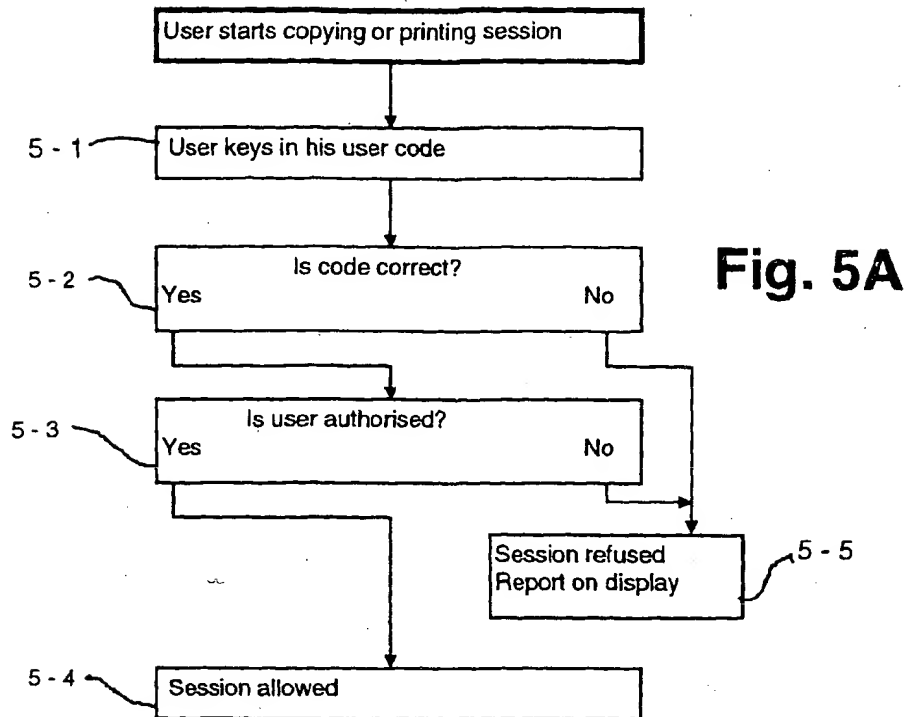 User starts copying or printing session
5 - 1
User keys in his user code
Fig. 5A
5 - 2
Is code correct?
Yes No
5 - 3
Is user authorised?
Yes No
Session refused
Report on display
5 - 5
5 - 4
Session allowed